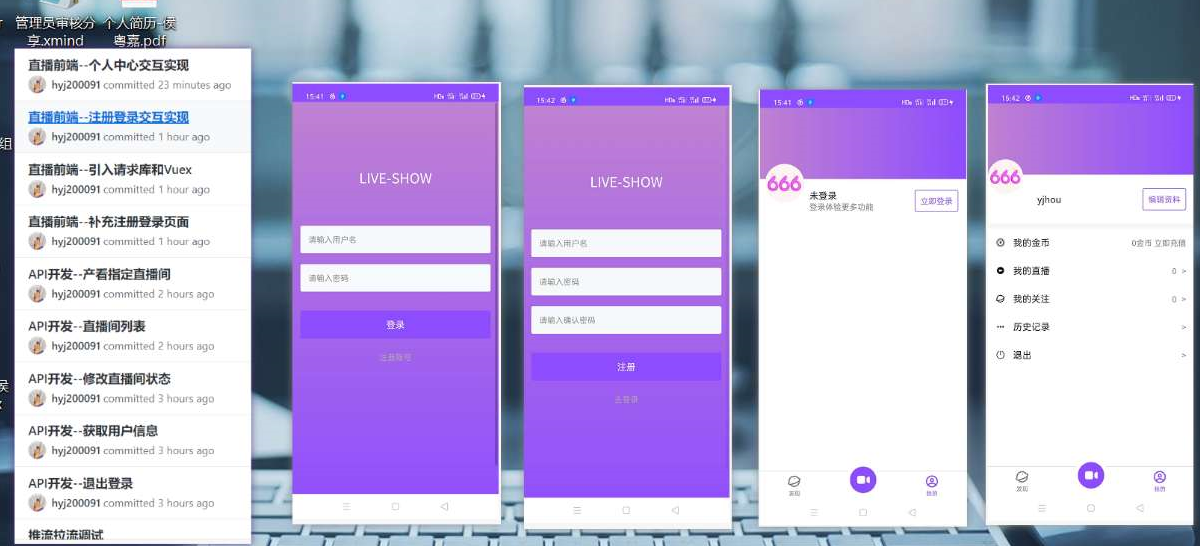 管理员审核分
享.xmind
个人简历-侯
粤嘉.pdf
组
侯
直播前端--个人中心交互实现
hyj200091 committed 23 minutes ago
直播前端--注册登录交互实现
hyj200091 committed 1 hour ago
直播前端--引入请求库和Vuex
hyj200091 committed 1 hour ago
直播前端--补充注册登录页面
hyj200091 committed 1 hour ago
API开发--产看指定直播间
hyj200091 committed 2 hours ago
API开发--直播间列表
hyj200091 committed 2 hours ago
API开发--修改直播间状态
hyj200091 committed 3 hours ago
API开发--获取用户信息
hyj200091 committed 3 hours ago
API开发--退出登录
hyj200091 committed 3 hours ago
推流拉流调试
15:41
LIVE-SHOW
请输入用户名
请输入密码
登录
注册账号
15:42
LIVE-SHOW
请输入用户名
请输入密码
请输入确认密码
注册
去登录
15:41
666
未登录
登录体验更多功能
立即登录
发现
我的
15:42
666
yjhou
编辑资料
我的金币
0金币 立即充值
我的直播
0 >
我的关注
0 >
历史记录
>
退出
>
发现
我的